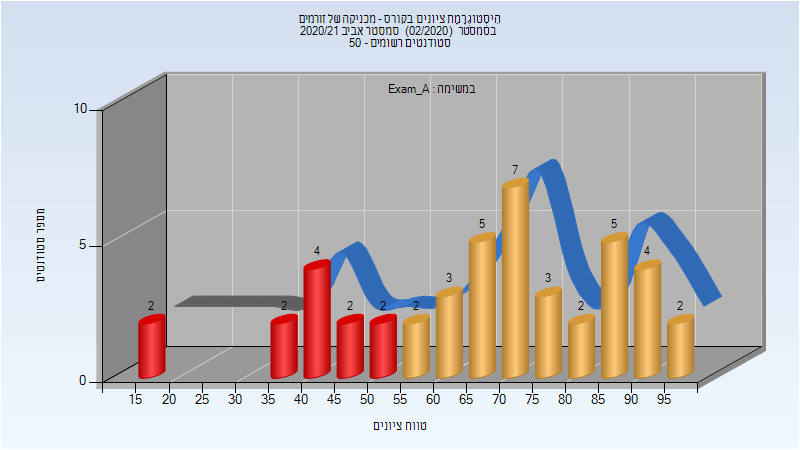 היסטוגרמת ציונים בקורס - מכניקה של זורמים
בסמסטר (02/2020) סמסטר אביב 2020/21
סטודנטים רשומים - 50
במשימה : Exam_A
מספר סטודנטים
10
5
0
2 2 4 2 2 2 3 5 7 3 2 5 4 2
15 20 25 30 35 40 45 50 55 60 65 70 75 80 85 90 95
טווח ציונים